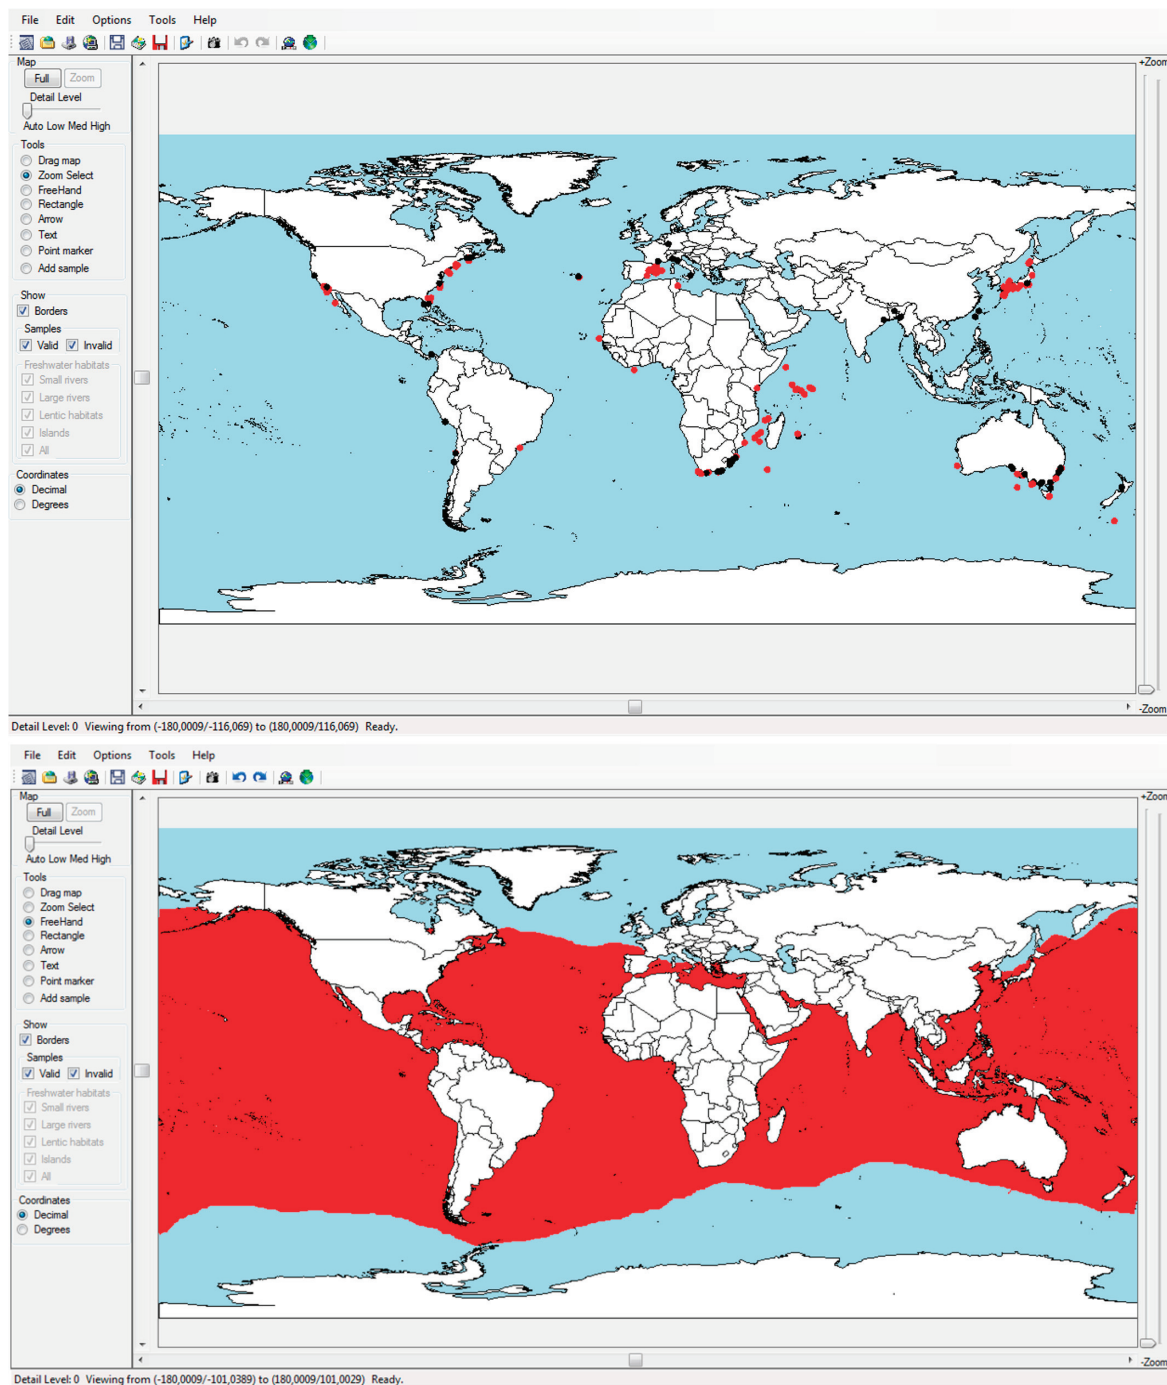 File Edit Options Tools Help
Map
Full Zoom
Detail Level
Auto Low Med High
Tools
Drag map
Zoom Select
FreeHand
Rectangle
Arrow
Text
Point marker
Add sample
Show
Borders
Samples
Valid Invalid
Freshwater habitats
Small rivers
Large rivers
Lentic habitats
Islands
All
Coordinates
Decimal
Degrees
+Zoom
-Zoom
Detail Level: 0 Viewing from (-180,0009/-116,069) to (180,0009/116,069) Ready.
File Edit Options Tools Help
Map
Full Zoom
Detail Level
Auto Low Med High
Tools
Drag map
Zoom Select
FreeHand
Rectangle
Arrow
Text
Point marker
Add sample
Show
Borders
Samples
Valid Invalid
Freshwater habitats
Small rivers
Large rivers
Lentic habitats
Islands
All
Coordinates
Decimal
Degrees
+Zoom
-Zoom
Detail Level: 0 Viewing from (-180,0009/-101,0389) to (180,0009/101,0029) Ready.